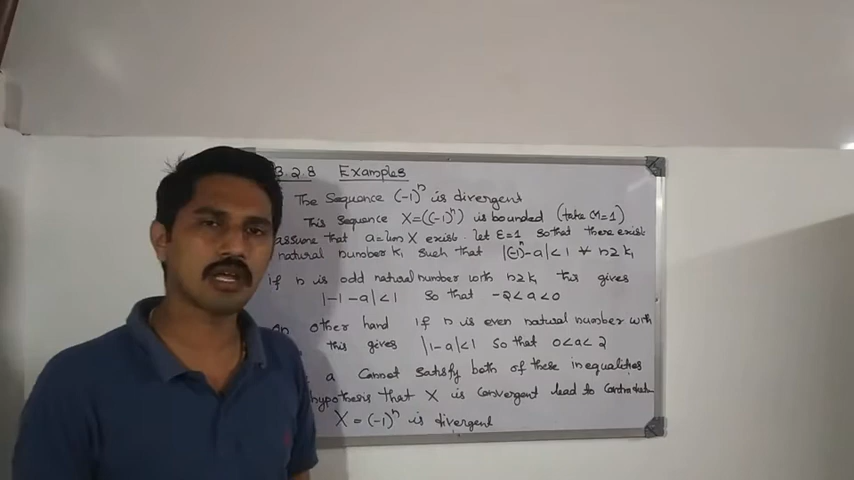 3.2.8 Examples
The Sequence (-1)ⁿ is divergent
This Sequence X=((-1)ⁿ) is bounded (take M=1)
assume that a=lim X exist. let ε=1 so that there exist
natural number K₁ such that |(-1)ⁿ-a|<1 ∀ n≥K₁
if n is odd natural number with n≥K₁ this gives
|-1-a|<1 so that -2<a<0
on other hand if n is even natural number with
this gives |1-a|<1 so that 0<a<2
a cannot satisfy both of these inequalities
hypothesis that X is convergent lead to
X = (-1)ⁿ is divergent